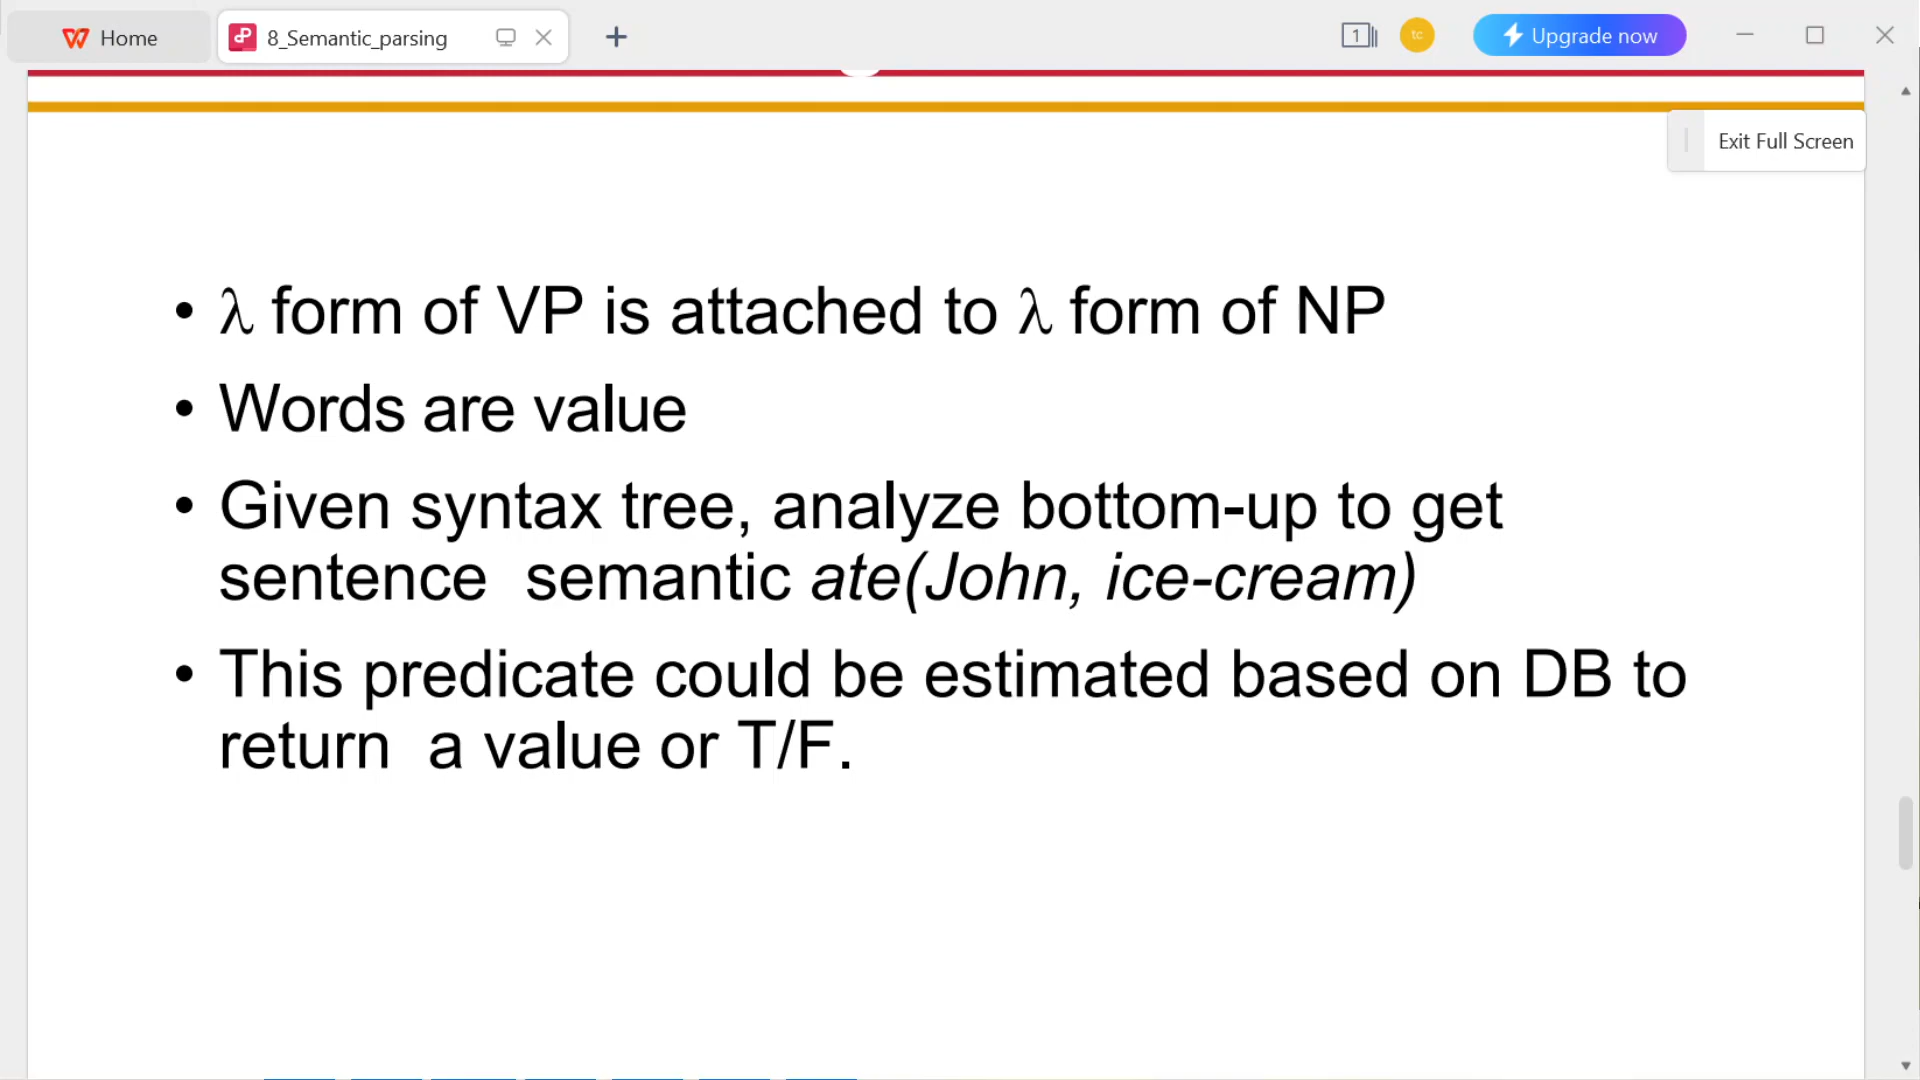 Home
8_Semantic_parsing
1
tc
Upgrade now
Exit Full Screen
• λ form of VP is attached to λ form of NP
• Words are value
• Given syntax tree, analyze bottom-up to get
sentence semantic ate(John, ice-cream)
• This predicate could be estimated based on DB to
return a value or T/F.